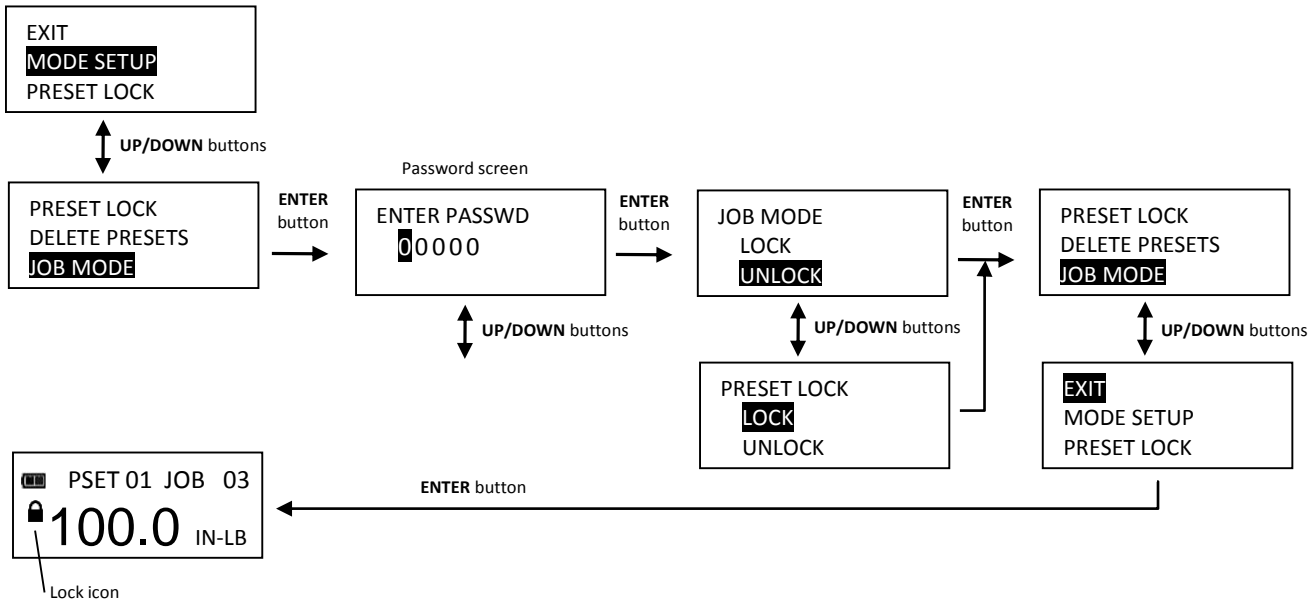 EXIT
MODE SETUP
PRESET LOCK
UP/DOWN buttons
PRESET LOCK
DELETE PRESETS
JOB MODE
ENTER
button
Password screen
ENTER PASSWD
00000
UP/DOWN buttons
ENTER
button
JOB MODE
LOCK
UNLOCK
UP/DOWN buttons
PRESET LOCK
LOCK
UNLOCK
ENTER
button
PRESET LOCK
DELETE PRESETS
JOB MODE
UP/DOWN buttons
EXIT
MODE SETUP
PRESET LOCK
ENTER button
PSET 01 JOB 03
100.0 IN-LB
Lock icon